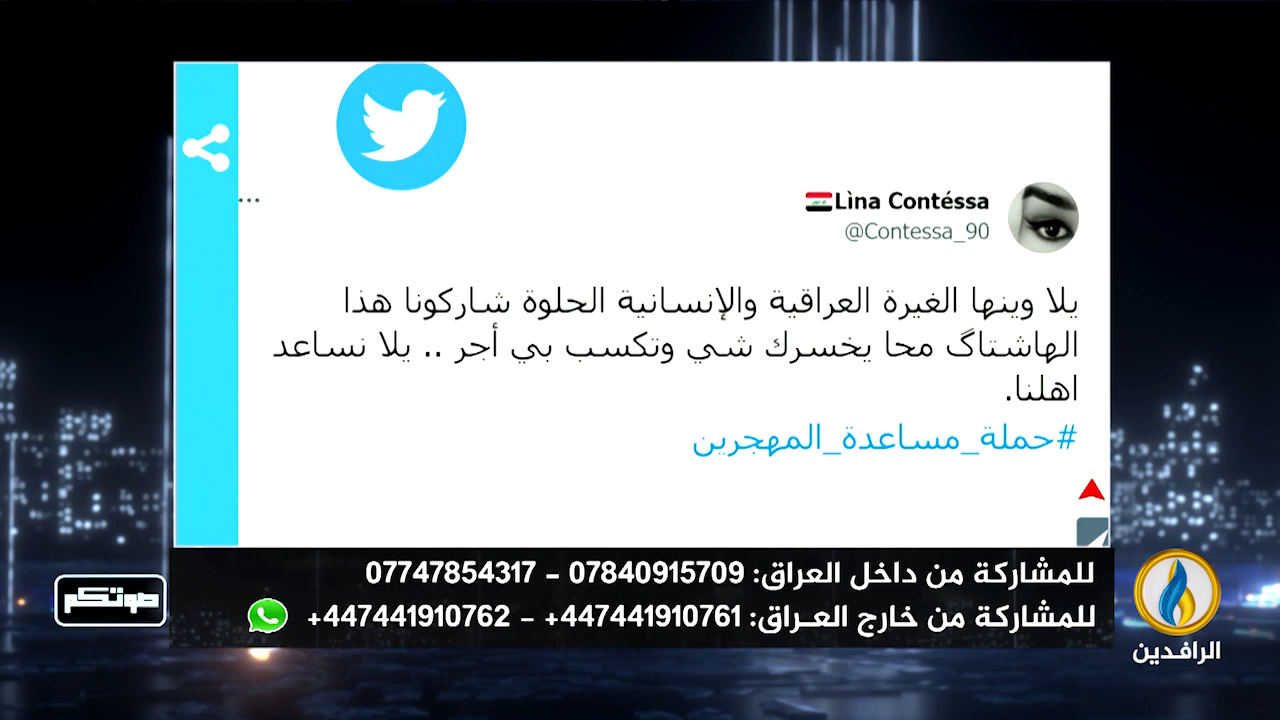 ...
Lìna Contéssa
@Contessa_90
يلا وينها الغيرة العراقية والإنسانية الحلوة شاركونا هذا
الهاشتاگ محا يخسرك شي وتكسب بي أجر .. يلا نساعد
اهلنا.
#حملة_مساعدة_المهجرين
للمشاركة من داخل العراق: 07840915709 - 07747854317
للمشاركة من خارج العـراق: 447441910761+ - 447441910762+
صوتكم
الرافدين